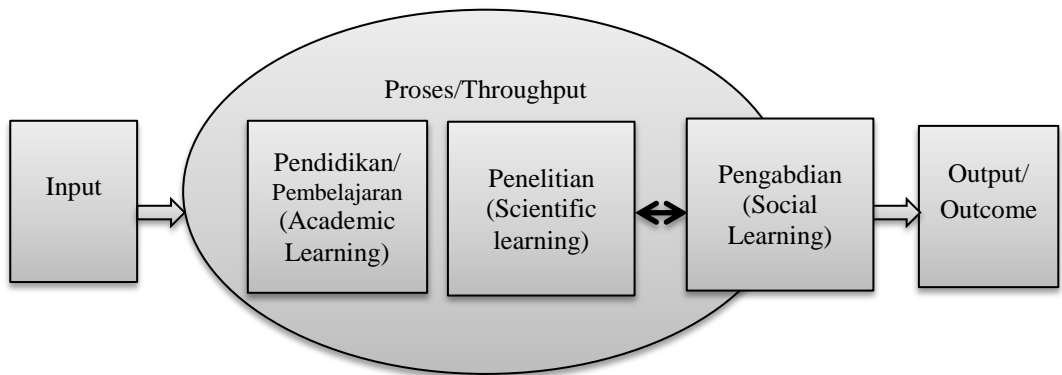 Proses/Throughput
Input
Pendidikan/
Pembelajaran
(Academic
Learning)
Penelitian
(Scientific
learning)
Pengabdian
(Social
Learning)
Output/
Outcome